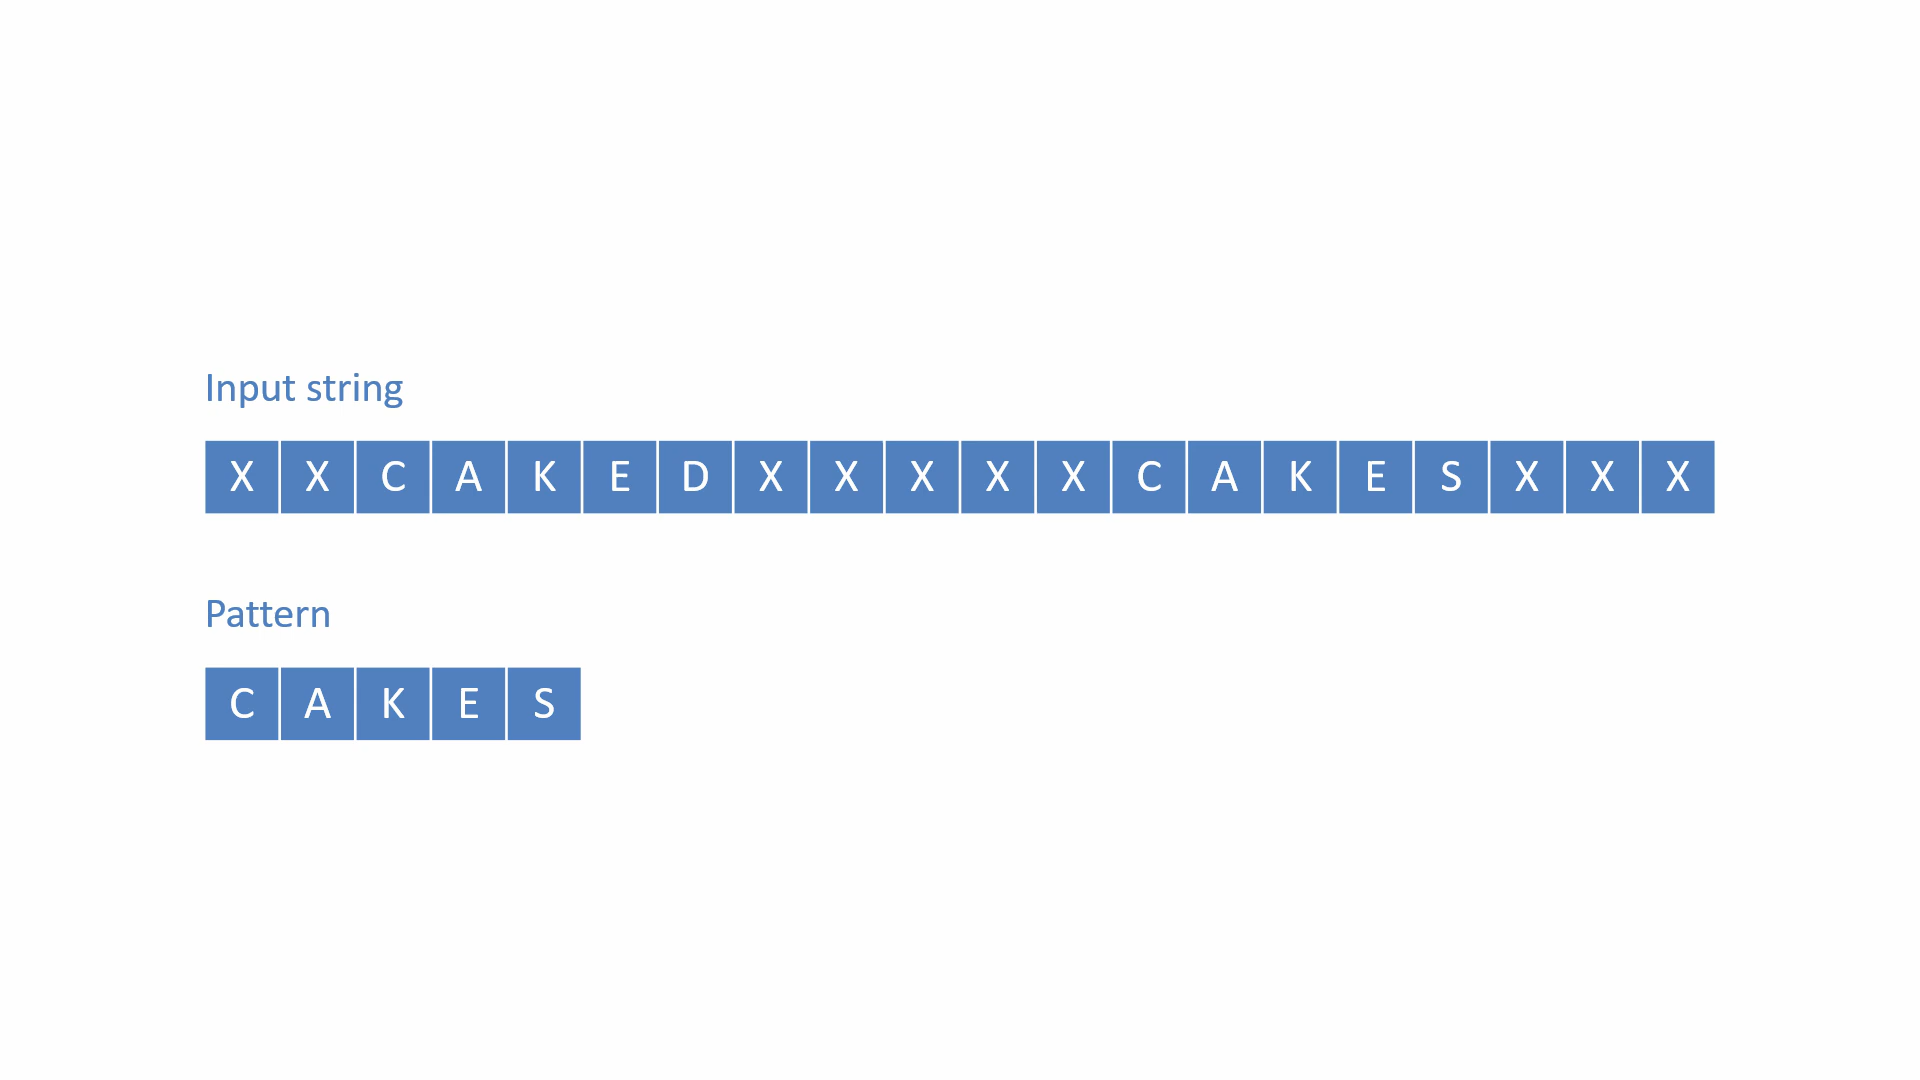 Input string
X X C A K E D X X X X X C A K E S X X X
Pattern
C A K E S